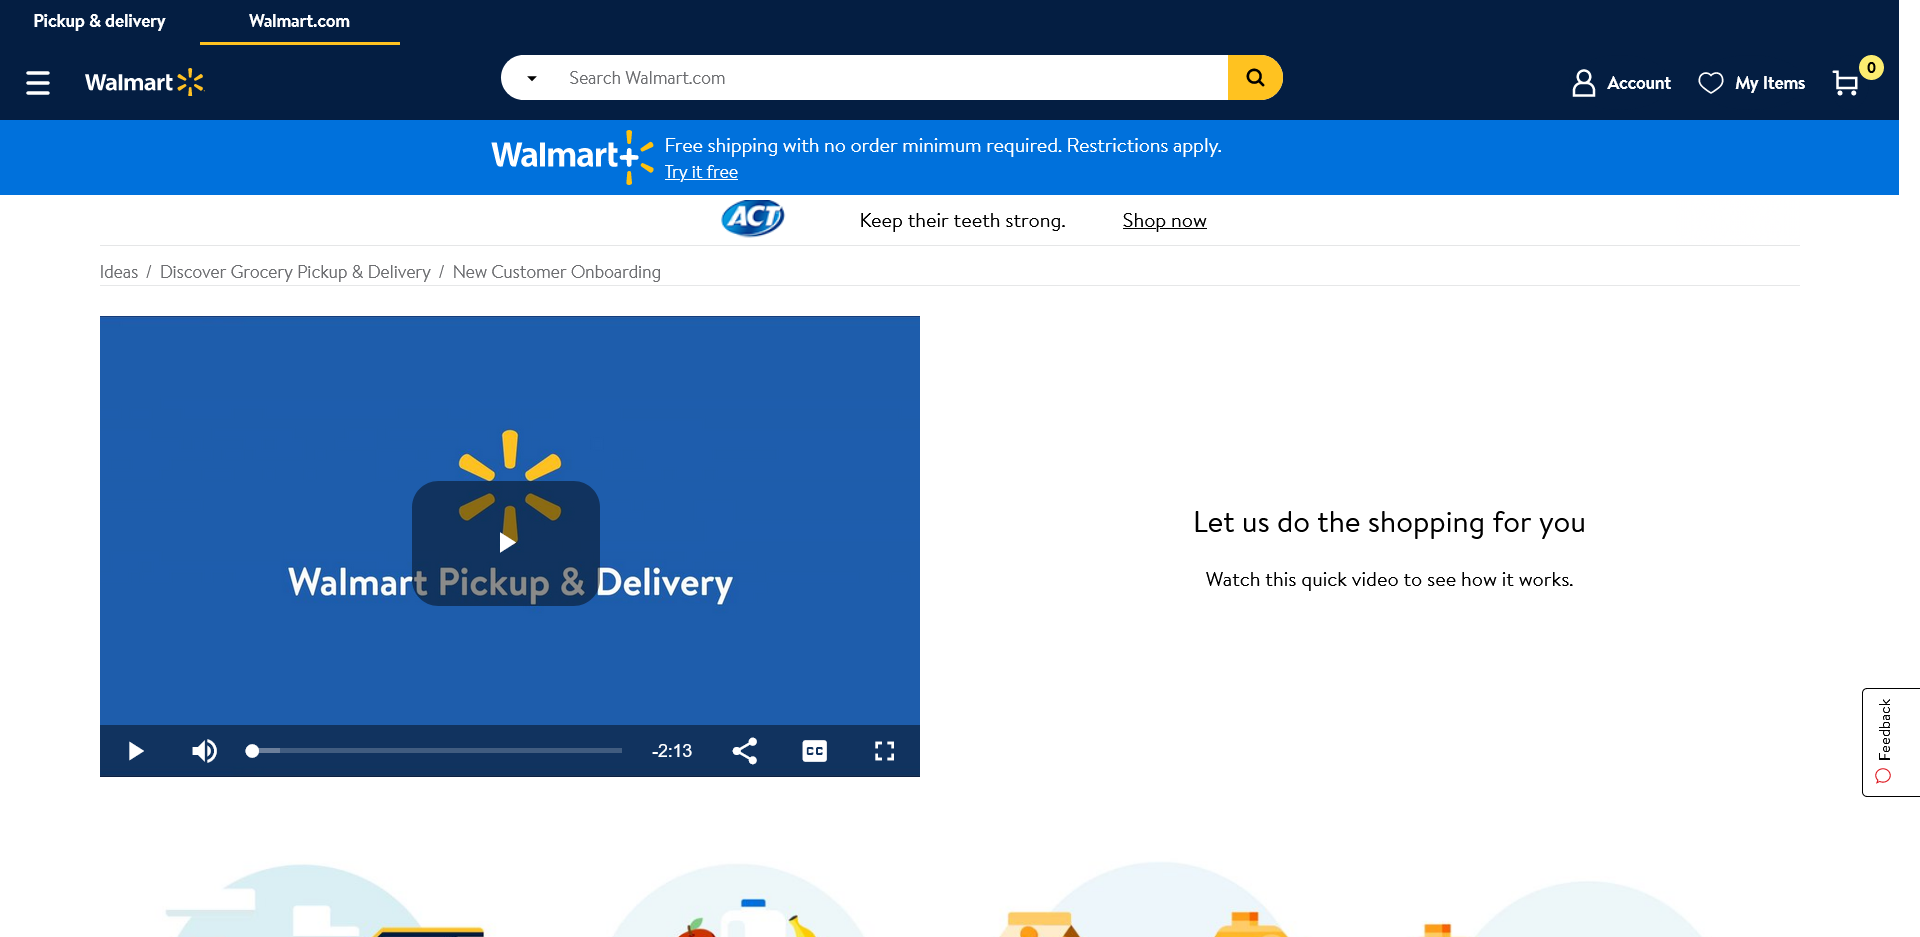 Pickup & delivery
Walmart.com
Walmart
Search Walmart.com
Account
My Items
0
Walmart+
Free shipping with no order minimum required. Restrictions apply.
Try it free
ACT
Keep their teeth strong.
Shop now
Ideas / Discover Grocery Pickup & Delivery / New Customer Onboarding
Walmart Pickup & Delivery
-2:13
CC
Let us do the shopping for you
Watch this quick video to see how it works.
Feedback